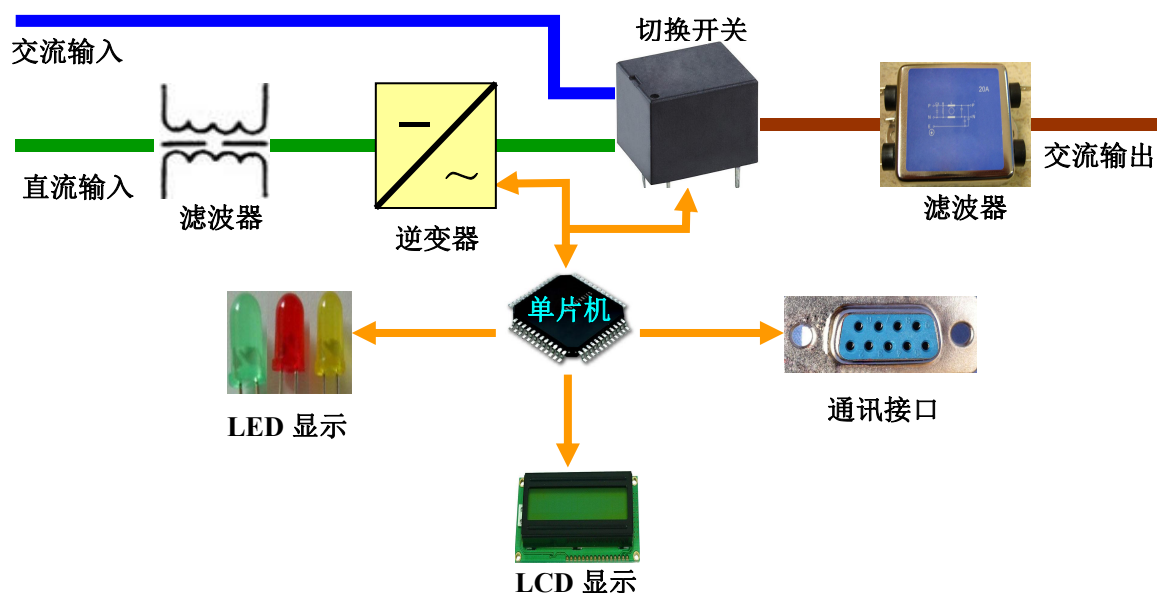 切换开关
交流输入
20A
直流输入
滤波器
逆变器
滤波器
交流输出
单片机
LED 显示
通讯接口
LCD 显示